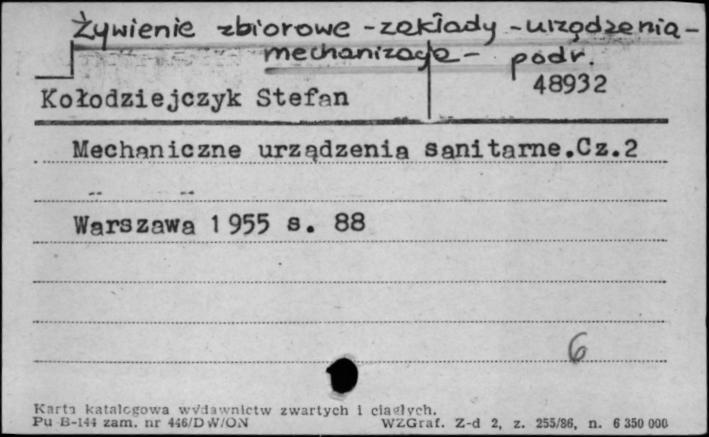 Żywienie zbiorowe - zakłady - urządzenia -
mechanizacja - podr.
48932
Kołodziejczyk Stefan
Mechaniczne urządzenia sanitarne.Cz.2
Warszawa 1955 s. 88
6
Karta katalogowa wydawnictw zwartych i ciągłych.
Pu B-144 zam. nr 446/DW/ON WZGraf. Z-d 2, z. 255/86, n. 6 350 000